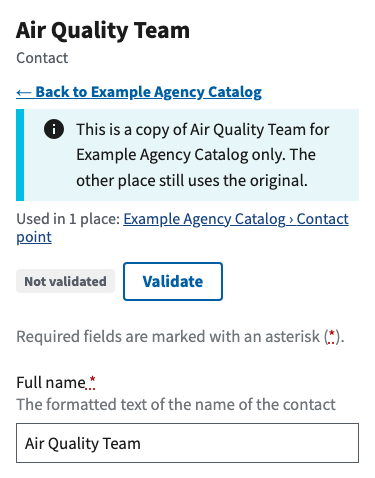 Air Quality Team
Contact
← Back to Example Agency Catalog
This is a copy of Air Quality Team for
Example Agency Catalog only. The
other place still uses the original.
Used in 1 place: Example Agency Catalog › Contact
point
Not validated
Validate
Required fields are marked with an asterisk (*).
Full name *
The formatted text of the name of the contact
Air Quality Team